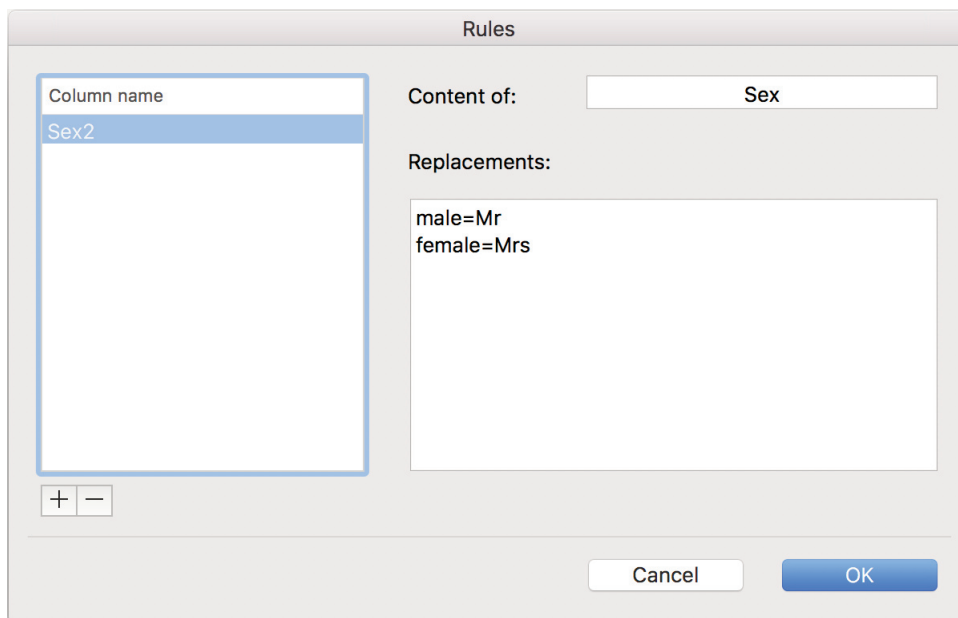 Rules
Column name
Sex2
Content of:
Sex
Replacements:
male=Mr
female=Mrs
Cancel
OK